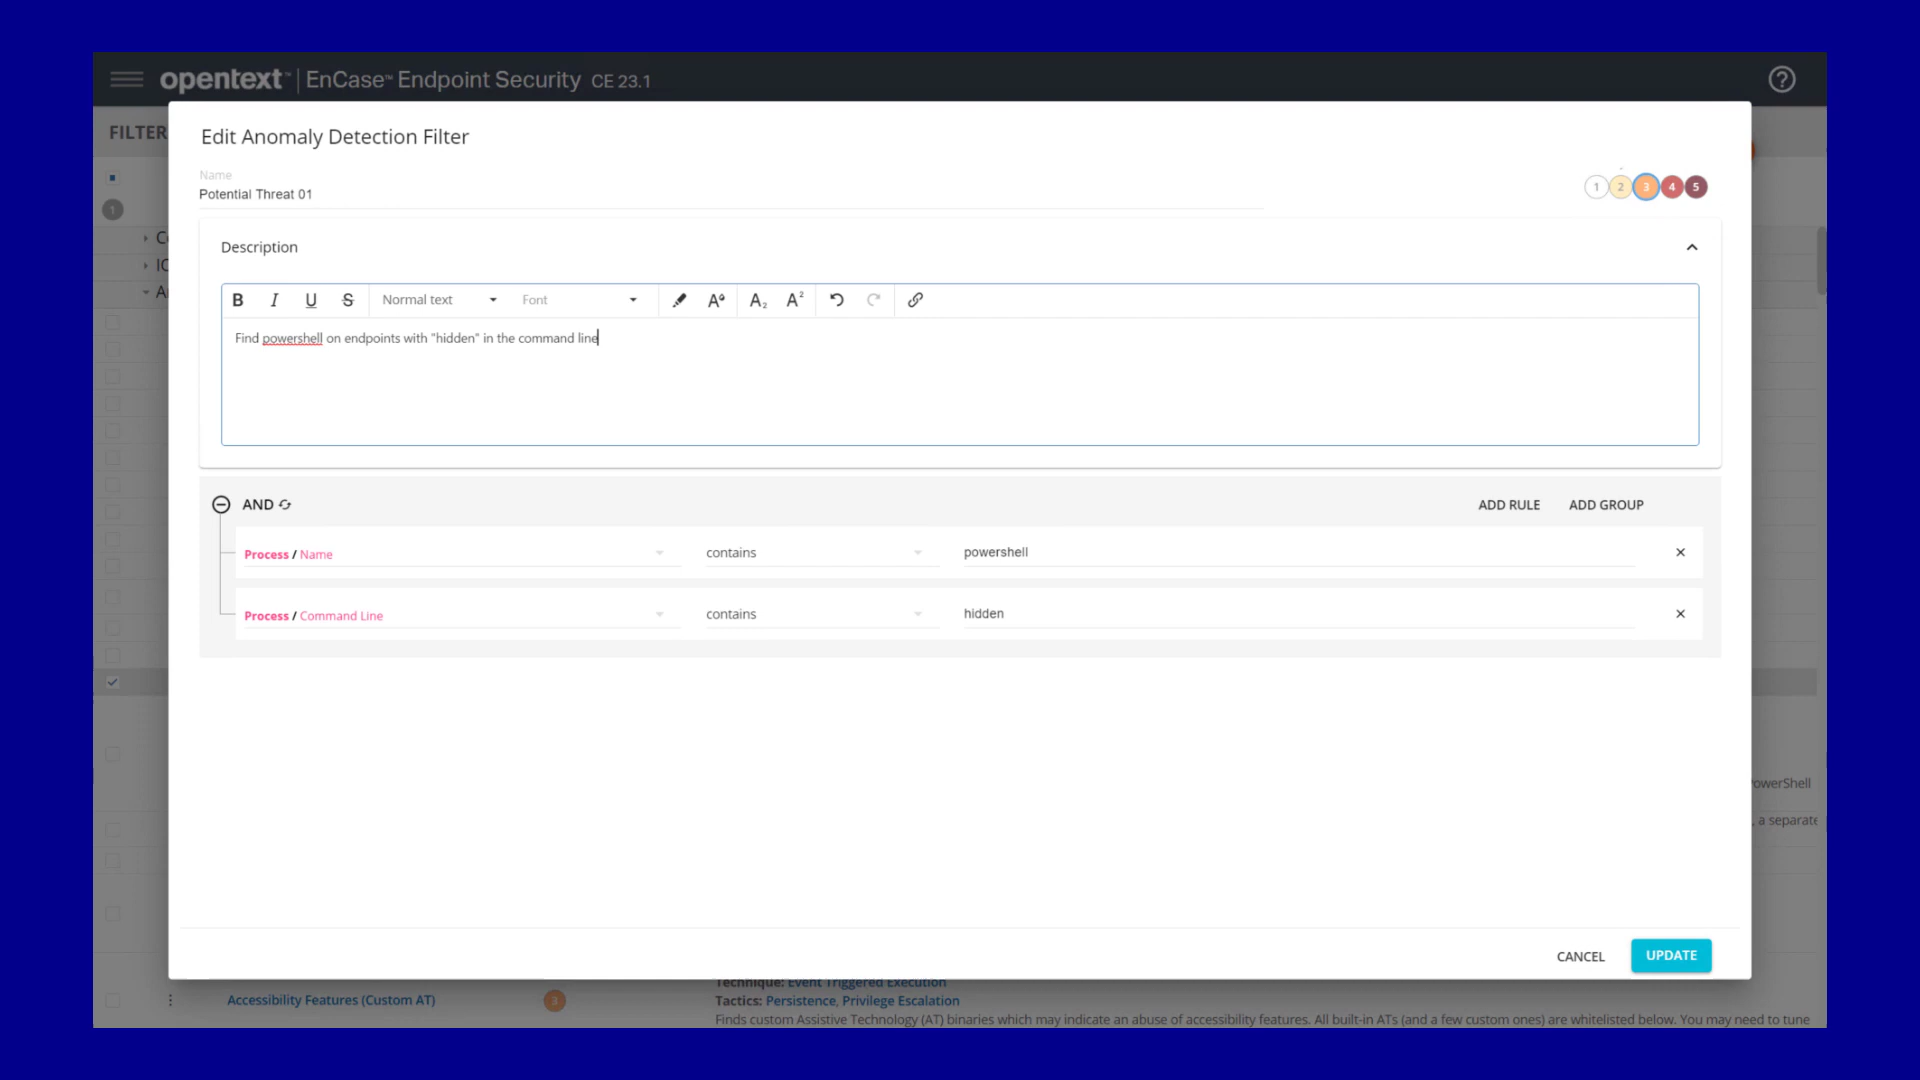 opentext™ | EnCase™ Endpoint Security CE 23.1
FILTER
Edit Anomaly Detection Filter
Name
Potential Threat 01
1 2 3 4 5
1
Description
B I U S Normal text Font
Find powershell on endpoints with "hidden" in the command line
AND
ADD RULE ADD GROUP
Process / Name contains powershell
Process / Command Line contains hidden
owerShell
, a separate
CANCEL UPDATE
Technique: Event Triggered Execution
Accessibility Features (Custom AT) 3
Tactics: Persistence, Privilege Escalation
Finds custom Assistive Technology (AT) binaries which may indicate an abuse of accessibility features. All built-in ATs (and a few custom ones) are whitelisted below. You may need to tune